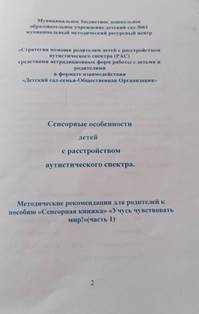 Муниципальное бюджетное дошкольное
образовательное учреждение детский сад №61
муниципальный методический ресурсный центр
«Стратегия помощи родителям детей с расстройством
аутистического спектра (РАС)
средствами нетрадиционных форм работы с детьми и
родителями
в формате взаимодействия
«Детский сад-семья-Общественная Организация»
Сенсорные особенности
детей
с расстройством
аутистического спектра.
Методические рекомендации для родителей к
пособию «Сенсорная книжка» «Учусь чувствовать
мир!»(часть 1)
2